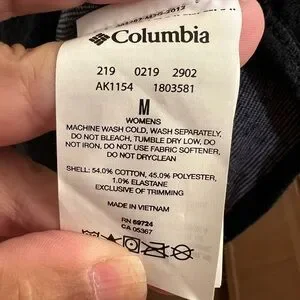 Columbia
219 0219 2902
AK1154 1803581
M
WOMENS
MACHINE WASH COLD, WASH SEPARATELY,
DO NOT BLEACH, TUMBLE DRY LOW, DO
NOT IRON, DO NOT USE FABRIC SOFTENER,
DO NOT DRYCLEAN
SHELL: 54.0% COTTON, 45.0% POLYESTER,
1.0% ELASTANE
EXCLUSIVE OF TRIMMING
MADE IN VIETNAM
RN 69724
CA 05367